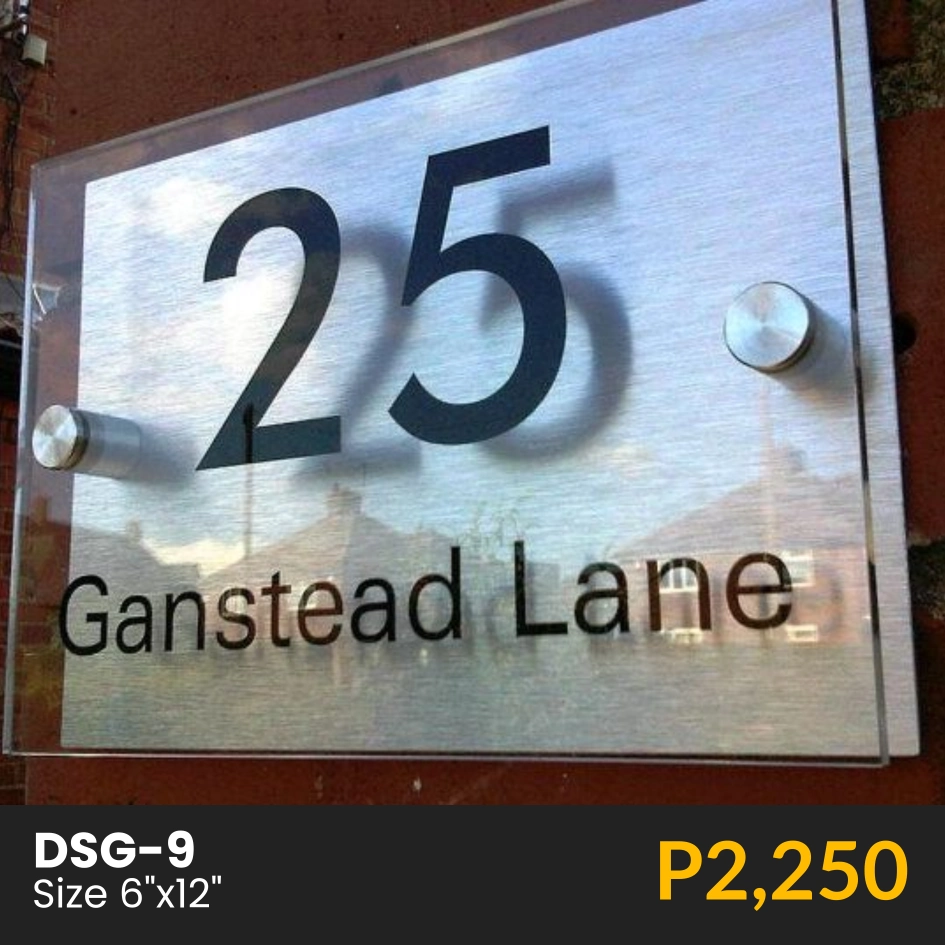 25
Ganstead Lane
DSG-9
Size 6"x12"
P2,250